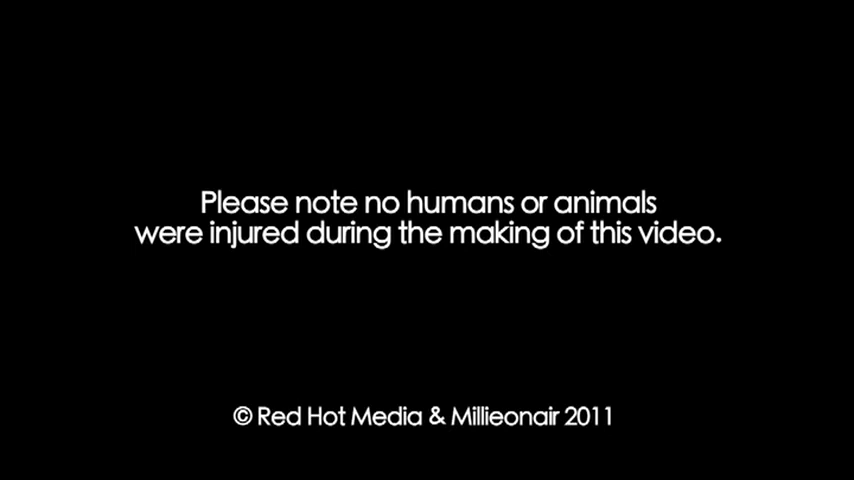 Please note no humans or animals
were injured during the making of this video.
© Red Hot Media & Millieonair 2011